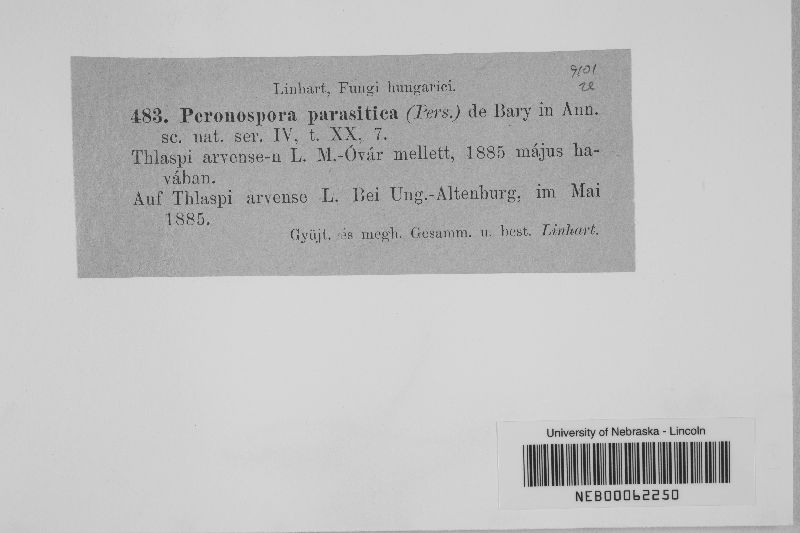 9101
ze
Linhart, Fungi hungarici.
483. Peronospora parasitica (Pers.) de Bary in Ann.
sc. nat. ser. IV, t. XX, 7.
Thlaspi arvense-n L. M.-Óvár mellett, 1885 május ha-
vában.
Auf Thlaspi arvense L. Bei Ung.-Altenburg, im Mai
1885.
Gyüjt. és megh. Gesamm. u. best. Linhart.
University of Nebraska - Lincoln
NEB00062250